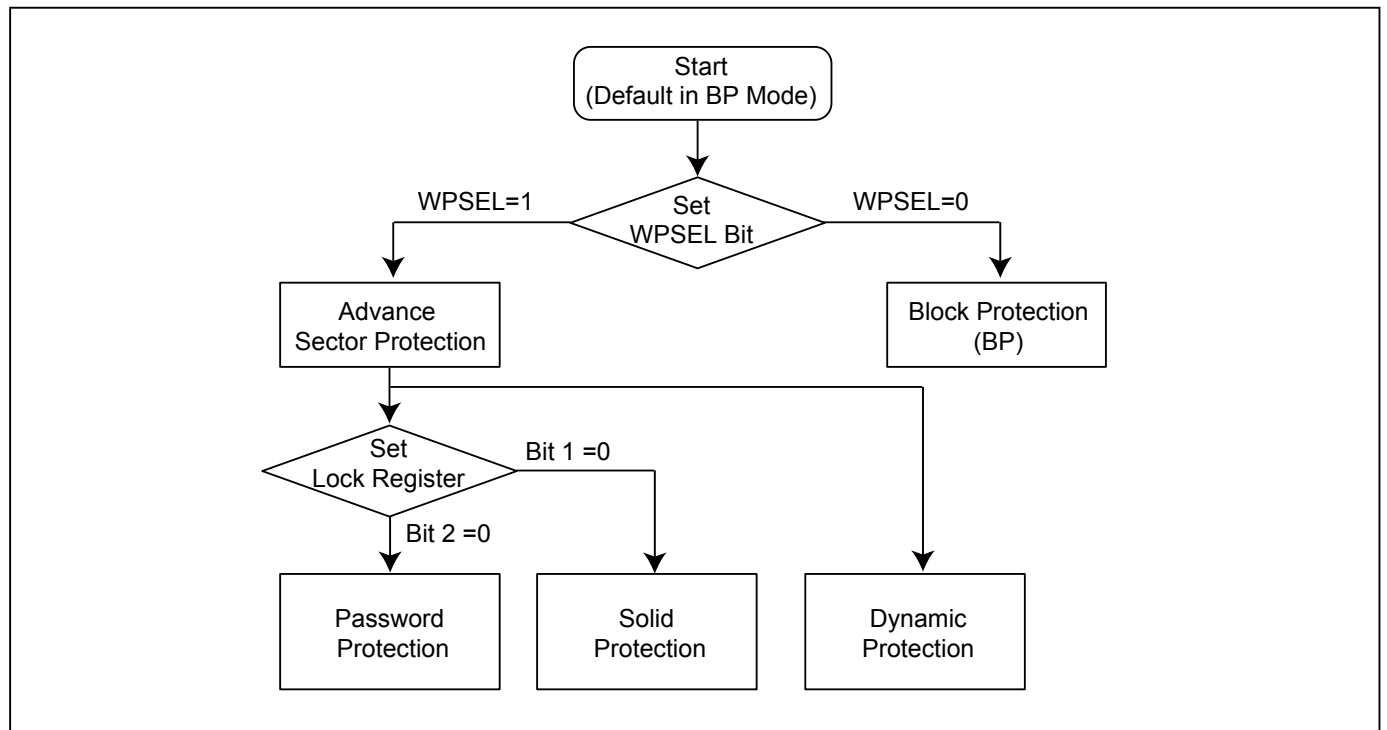 Start
(Default in BP Mode)
WPSEL=1
Set
WPSEL Bit
WPSEL=0
Advance
Sector Protection
Block Protection
(BP)
Set
Lock Register
Bit 1 =0
Bit 2 =0
Password
Protection
Solid
Protection
Dynamic
Protection